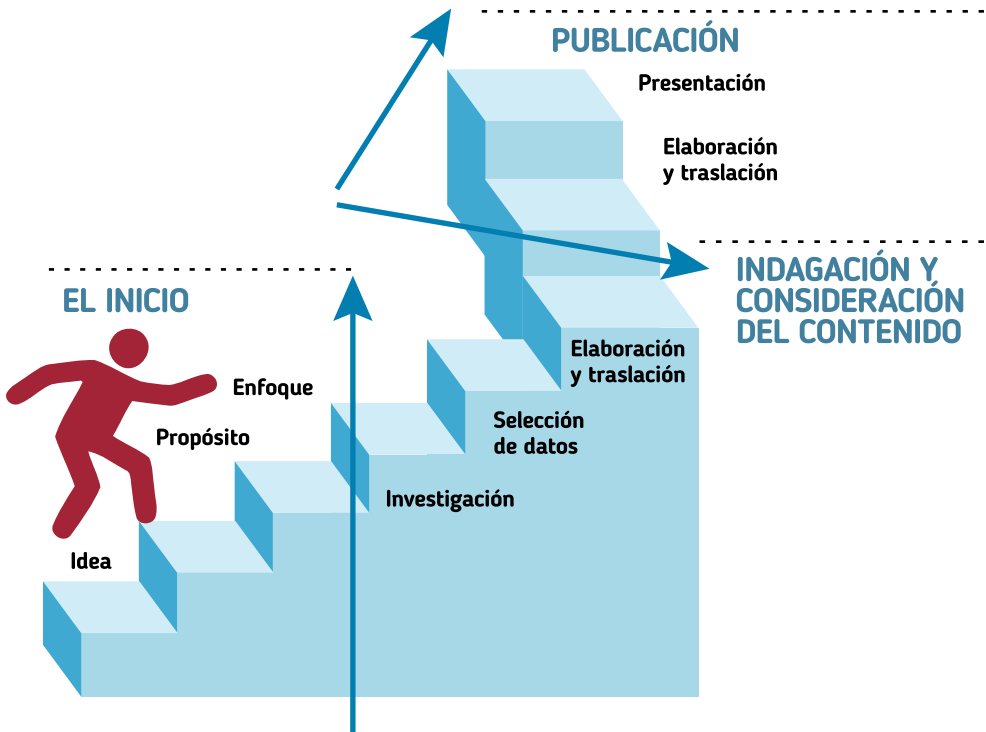 PUBLICACIÓN
Presentación
Elaboración
y traslación
INDAGACIÓN Y
CONSIDERACIÓN
DEL CONTENIDO
EL INICIO
Elaboración
y traslación
Enfoque
Selección
de datos
Propósito
Investigación
Idea